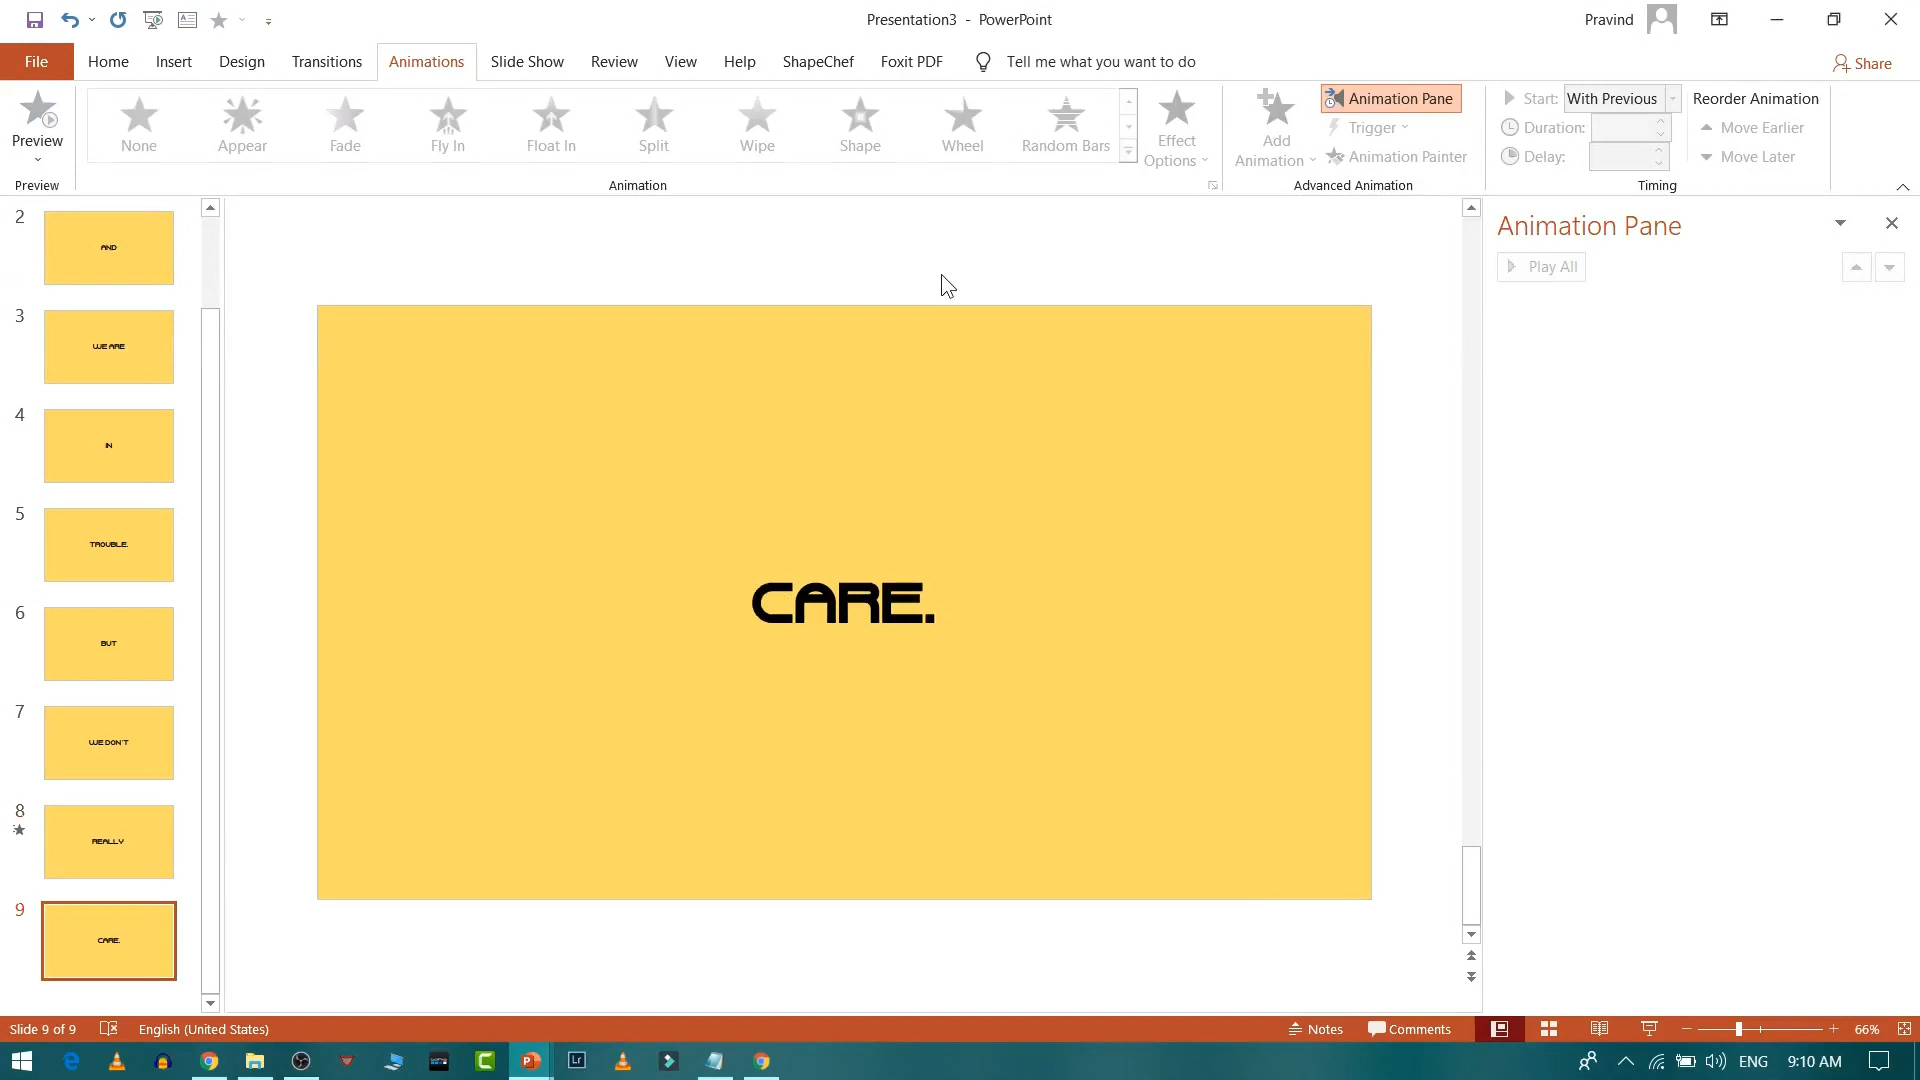 Presentation3 - PowerPoint
Pravind
File Home Insert Design Transitions Animations Slide Show Review View Help ShapeChef Foxit PDF Tell me what you want to do Share
Preview
None Appear Fade Fly In Float In Split Wipe Shape Wheel Random Bars
Effect Options
Add Animation
Animation Pane
Trigger
Animation Painter
Start: With Previous
Duration:
Delay:
Reorder Animation
Move Earlier
Move Later
Preview Animation Advanced Animation Timing
2
AND
3
WE ARE
4
IN
5
TROUBLE.
6
BUT
7
WE DON'T
8
REALLY
9
CARE.
CARE.
Animation Pane
Play All
Slide 9 of 9 English (United States) Notes Comments 66%
Lr
ENG 9:10 AM